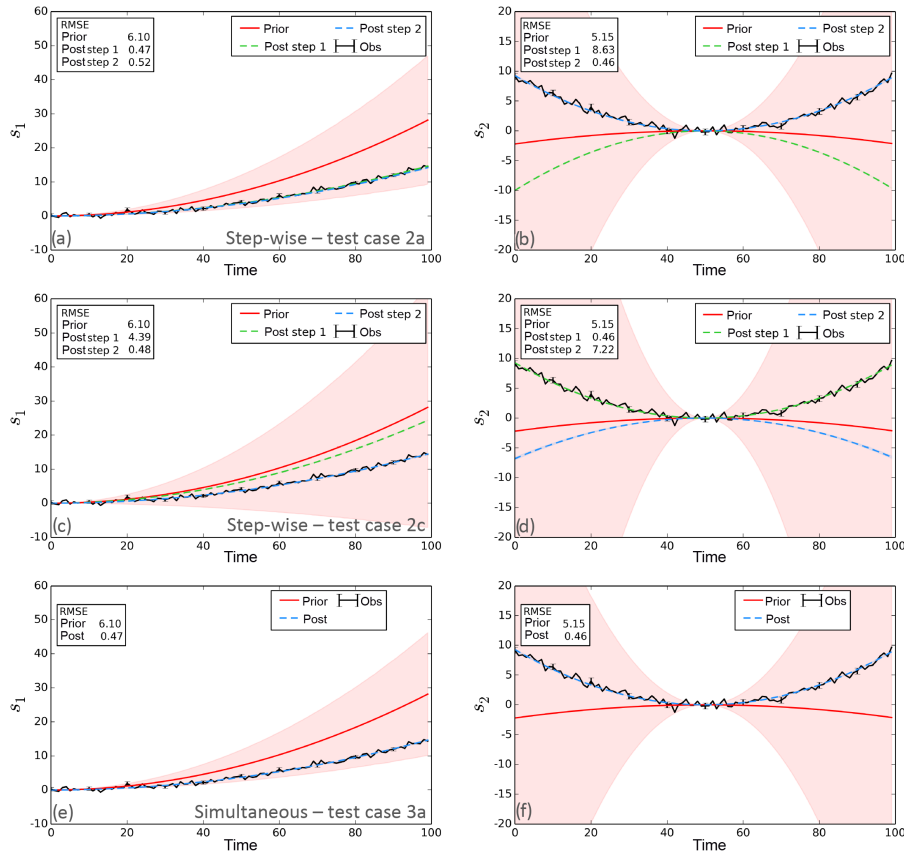 60
50
40
30
20
10
0
-10
s1
RMSE
Prior 6.10
Post step 1 0.47
Post step 2 0.52
Prior
Post step 2
Post step 1
Obs
(a)
Step-wise – test case 2a
0 20 40 60 80 100
Time
20
15
10
5
0
-5
-10
-15
-20
s2
RMSE
Prior 5.15
Post step 1 8.63
Post step 2 0.46
Prior
Post step 2
Post step 1
Obs
(b)
0 20 40 60 80 100
Time
60
50
40
30
20
10
0
-10
s1
RMSE
Prior 6.10
Post step 1 4.39
Post step 2 0.48
Prior
Post step 2
Post step 1
Obs
(c)
Step-wise – test case 2c
0 20 40 60 80 100
Time
20
15
10
5
0
-5
-10
-15
-20
s2
RMSE
Prior 5.15
Post step 1 0.46
Post step 2 7.22
Prior
Post step 2
Post step 1
Obs
(d)
0 20 40 60 80 100
Time
60
50
40
30
20
10
0
-10
s1
RMSE
Prior 6.10
Post 0.47
Prior
Obs
Post
(e)
Simultaneous – test case 3a
0 20 40 60 80 100
Time
20
15
10
5
0
-5
-10
-15
-20
s2
RMSE
Prior 5.15
Post 0.46
Prior
Obs
Post
(f)
0 20 40 60 80 100
Time